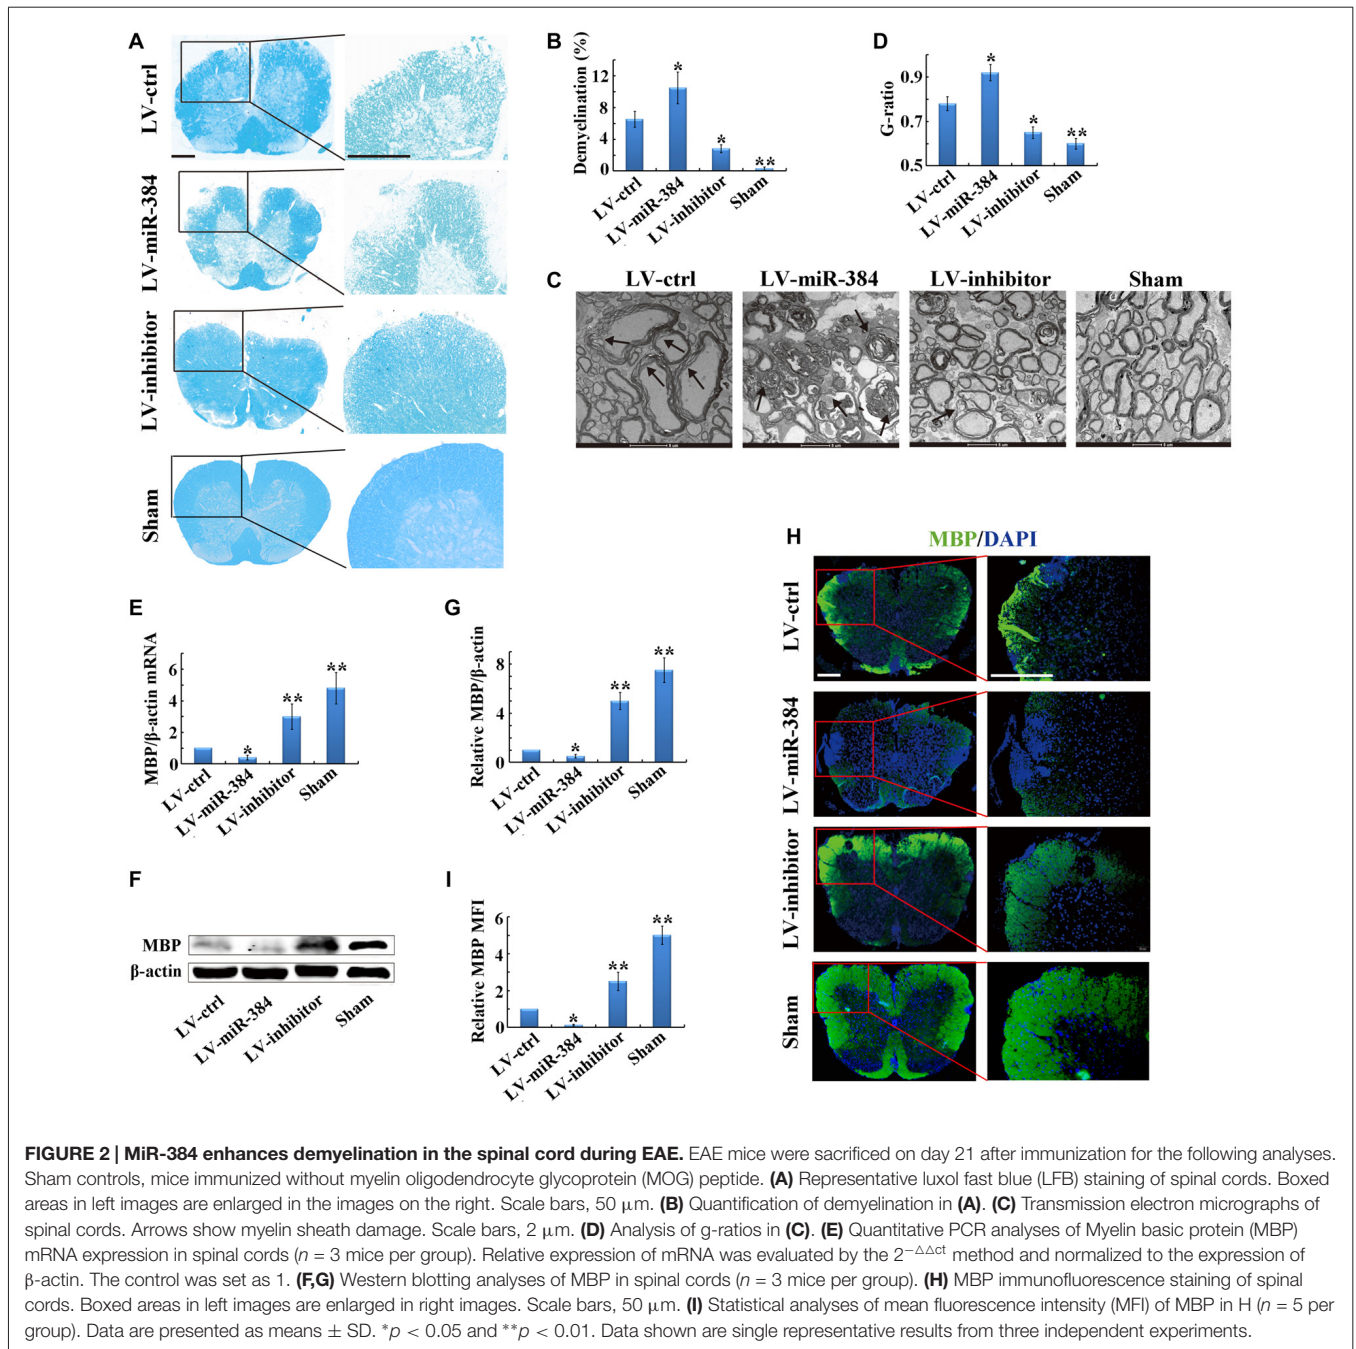 A
LV-ctrl
LV-miR-384
LV-inhibitor
Sham
B
Demyelination (%)
12
8
4
0
*
*
**
LV-ctrl
LV-miR-384
LV-inhibitor
Sham
D
G-ratio
0.9
0.7
0.5
*
*
**
LV-ctrl
LV-miR-384
LV-inhibitor
Sham
C
LV-ctrl
LV-miR-384
LV-inhibitor
Sham
E
MBP/β-actin mRNA
6
4
2
0
*
**
**
LV-ctrl
LV-miR-384
LV-inhibitor
Sham
G
Relative MBP/β-actin
8
4
0
*
**
**
LV-ctrl
LV-miR-384
LV-inhibitor
Sham
F
MBP
β-actin
LV-ctrl
LV-miR-384
LV-inhibitor
Sham
I
Relative MBP MFI
6
4
2
0
*
**
**
LV-ctrl
LV-miR-384
LV-inhibitor
Sham
H
MBP/DAPI
LV-ctrl
LV-miR-384
LV-inhibitor
Sham
FIGURE 2 | MiR-384 enhances demyelination in the spinal cord during EAE. EAE mice were sacrificed on day 21 after immunization for the following analyses.
Sham controls, mice immunized without myelin oligodendrocyte glycoprotein (MOG) peptide. (A) Representative luxol fast blue (LFB) staining of spinal cords. Boxed
areas in left images are enlarged in the images on the right. Scale bars, 50 μm. (B) Quantification of demyelination in (A). (C) Transmission electron micrographs of
spinal cords. Arrows show myelin sheath damage. Scale bars, 2 μm. (D) Analysis of g-ratios in (C). (E) Quantitative PCR analyses of Myelin basic protein (MBP)
mRNA expression in spinal cords (n = 3 mice per group). Relative expression of mRNA was evaluated by the 2−△△ct method and normalized to the expression of
β-actin. The control was set as 1. (F,G) Western blotting analyses of MBP in spinal cords (n = 3 mice per group). (H) MBP immunofluorescence staining of spinal
cords. Boxed areas in left images are enlarged in right images. Scale bars, 50 μm. (I) Statistical analyses of mean fluorescence intensity (MFI) of MBP in H (n = 5 per
group). Data are presented as means ± SD. *p < 0.05 and **p < 0.01. Data shown are single representative results from three independent experiments.